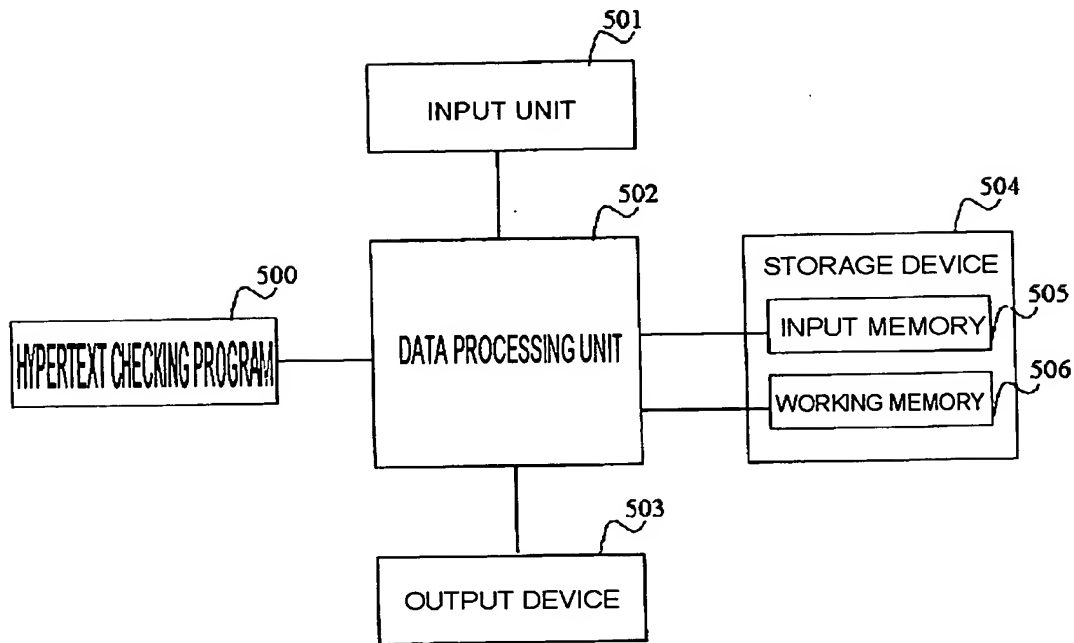 501
INPUT UNIT
502
504
DATA PROCESSING UNIT
STORAGE DEVICE
500
HYPERTEXT CHECKING PROGRAM
505
INPUT MEMORY
506
WORKING MEMORY
503
OUTPUT DEVICE